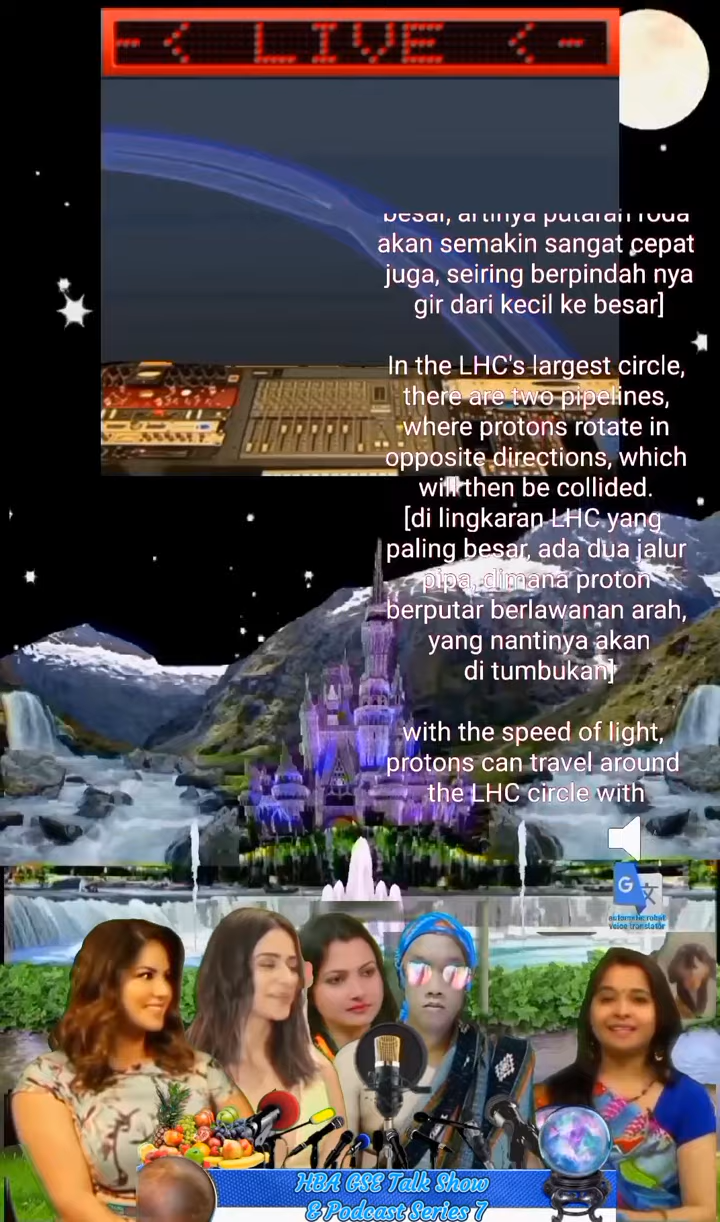 -< LIVE <-
besar, artinya putaran roda
akan semakin sangat cepat
juga, seiring berpindah nya
gir dari kecil ke besar]
In the LHC's largest circle,
there are two pipelines,
where protons rotate in
opposite directions, which
will then be collided.
[di lingkaran LHC yang
paling besar, ada dua jalur
pipa, dimana proton
berputar berlawanan arah,
yang nantinya akan
di tumbukan]
with the speed of light,
protons can travel around
the LHC circle with
G
automatic robot
voice translator
HBA GSE Talk Show
& Podcast Series 7